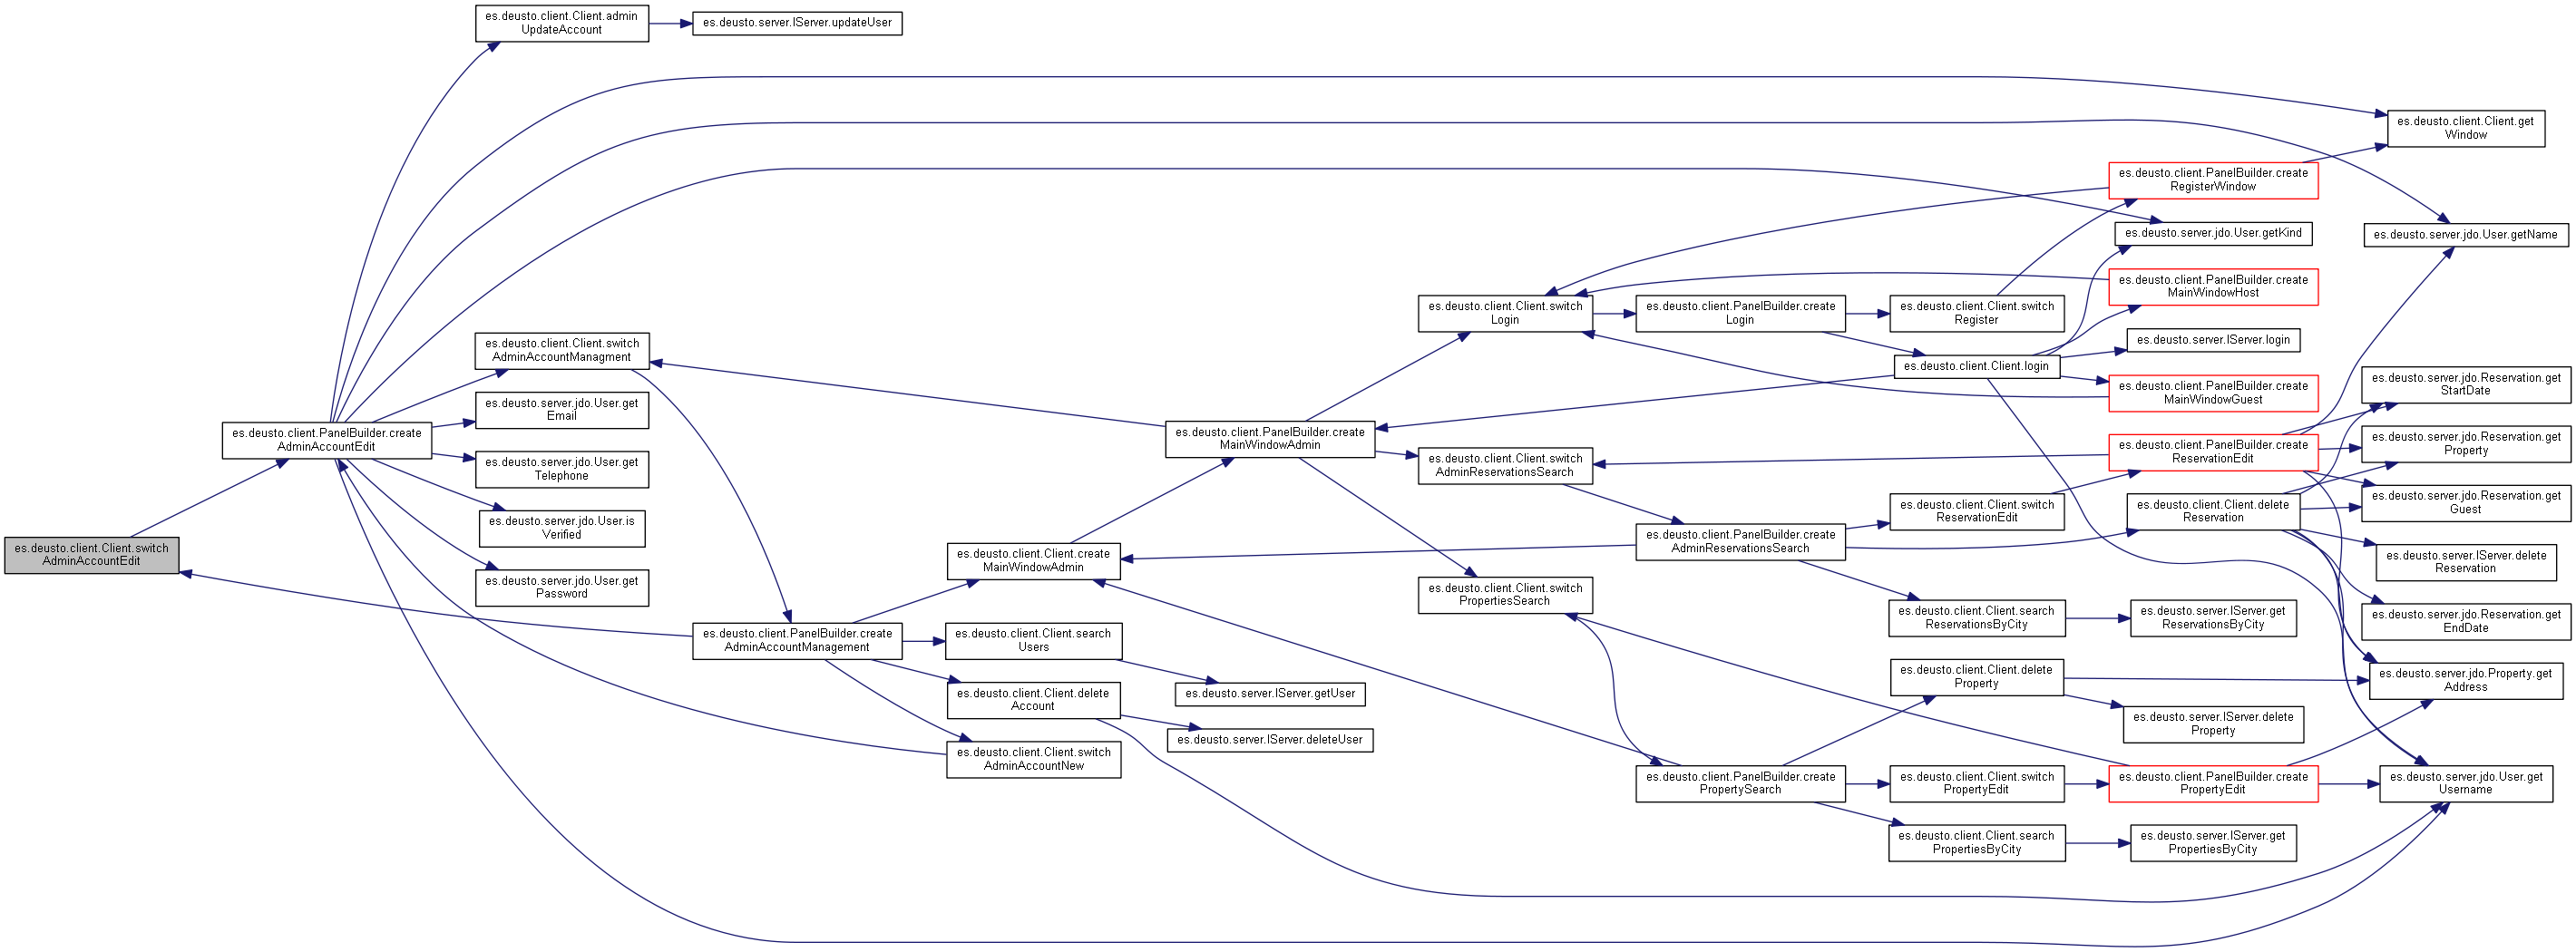 es.deusto.client.Client.admin
UpdateAccount
es.deusto.server.IServer.updateUser
es.deusto.client.Client.get
Window
es.deusto.client.PanelBuilder.create
RegisterWindow
es.deusto.server.jdo.User.getKind
es.deusto.server.jdo.User.getName
es.deusto.client.PanelBuilder.create
MainWindowHost
es.deusto.client.Client.switch
Login
es.deusto.client.PanelBuilder.create
Login
es.deusto.client.Client.switch
Register
es.deusto.server.IServer.login
es.deusto.client.Client.switch
AdminAccountManagment
es.deusto.client.Client.login
es.deusto.client.PanelBuilder.create
MainWindowGuest
es.deusto.server.jdo.Reservation.get
StartDate
es.deusto.server.jdo.User.get
Email
es.deusto.client.PanelBuilder.create
AdminAccountEdit
es.deusto.client.PanelBuilder.create
MainWindowAdmin
es.deusto.client.PanelBuilder.create
ReservationEdit
es.deusto.server.jdo.Reservation.get
Property
es.deusto.server.jdo.User.get
Telephone
es.deusto.client.Client.switch
AdminReservationsSearch
es.deusto.client.Client.switch
ReservationEdit
es.deusto.client.Client.delete
Reservation
es.deusto.server.jdo.Reservation.get
Guest
es.deusto.server.jdo.User.is
Verified
es.deusto.client.PanelBuilder.create
AdminReservationsSearch
es.deusto.client.Client.switch
AdminAccountEdit
es.deusto.client.Client.create
MainWindowAdmin
es.deusto.server.IServer.delete
Reservation
es.deusto.server.jdo.User.get
Password
es.deusto.client.Client.switch
PropertiesSearch
es.deusto.client.Client.search
ReservationsByCity
es.deusto.server.IServer.get
ReservationsByCity
es.deusto.server.jdo.Reservation.get
EndDate
es.deusto.client.PanelBuilder.create
AdminAccountManagement
es.deusto.client.Client.search
Users
es.deusto.server.IServer.getUser
es.deusto.client.Client.delete
Property
es.deusto.server.jdo.Property.get
Address
es.deusto.client.Client.delete
Account
es.deusto.server.IServer.deleteUser
es.deusto.server.IServer.delete
Property
es.deusto.client.Client.switch
AdminAccountNew
es.deusto.client.PanelBuilder.create
PropertySearch
es.deusto.client.Client.switch
PropertyEdit
es.deusto.client.PanelBuilder.create
PropertyEdit
es.deusto.server.jdo.User.get
Username
es.deusto.client.Client.search
PropertiesByCity
es.deusto.server.IServer.get
PropertiesByCity